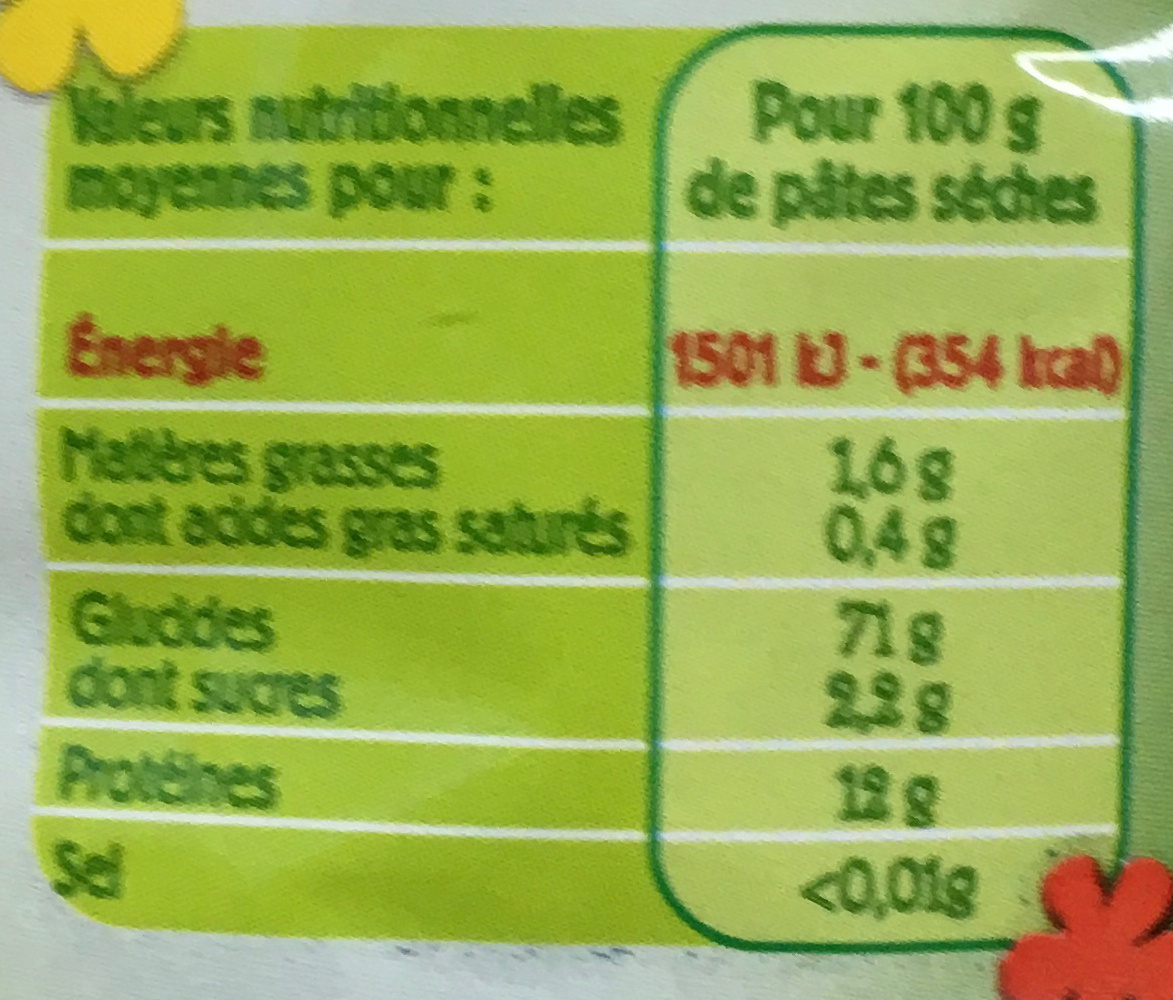 Valeurs nutritionnelles
moyennes pour :
Pour 100 g
de pâtes sèches
Énergie
1501 kJ - (354 kcal)
Matières grasses
1,6 g
dont acides gras saturés
0,4 g
Glucides
71 g
dont sucres
2,2 g
Protéines
12 g
Sel
<0,01g